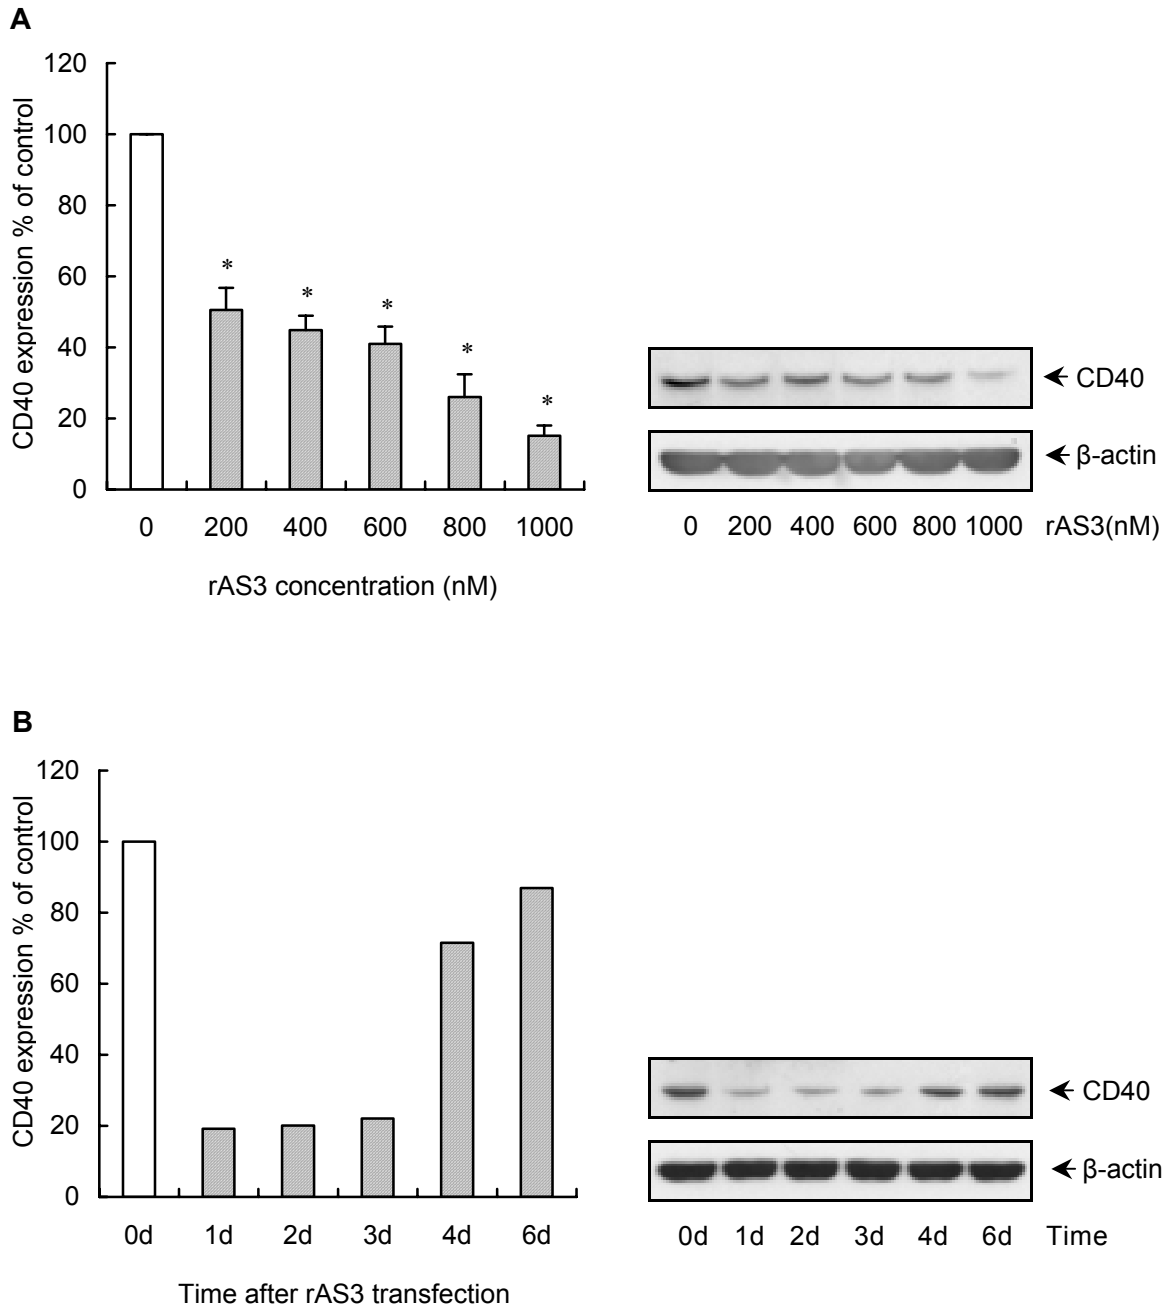 A
CD40 expression % of control
120
100
80
60
40
20
0
*
*
*
*
*
0 200 400 600 800 1000
rAS3 concentration (nM)
CD40
β-actin
0 200 400 600 800 1000 rAS3(nM)
B
CD40 expression % of control
120
100
80
60
40
20
0
0d 1d 2d 3d 4d 6d
Time after rAS3 transfection
CD40
β-actin
0d 1d 2d 3d 4d 6d Time